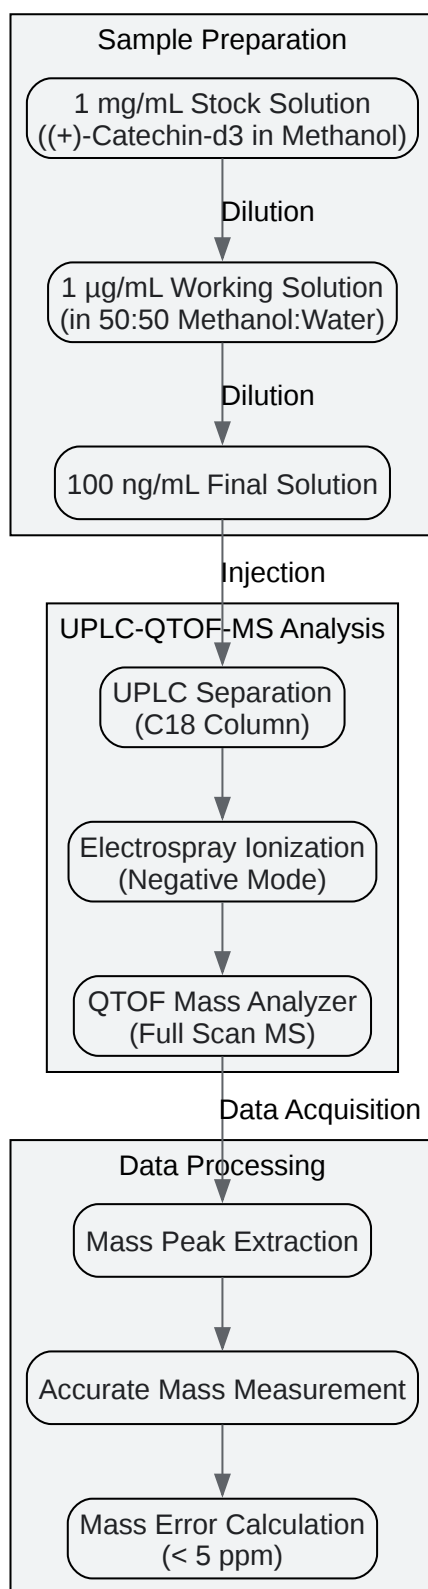 Sample Preparation
1 mg/mL Stock Solution
((+)-Catechin-d3 in Methanol)
Dilution
1 µg/mL Working Solution
(in 50:50 Methanol:Water)
Dilution
100 ng/mL Final Solution
Injection
UPLC-QTOF-MS Analysis
UPLC Separation
(C18 Column)
Electrospray Ionization
(Negative Mode)
QTOF Mass Analyzer
(Full Scan MS)
Data Acquisition
Data Processing
Mass Peak Extraction
Accurate Mass Measurement
Mass Error Calculation
(< 5 ppm)